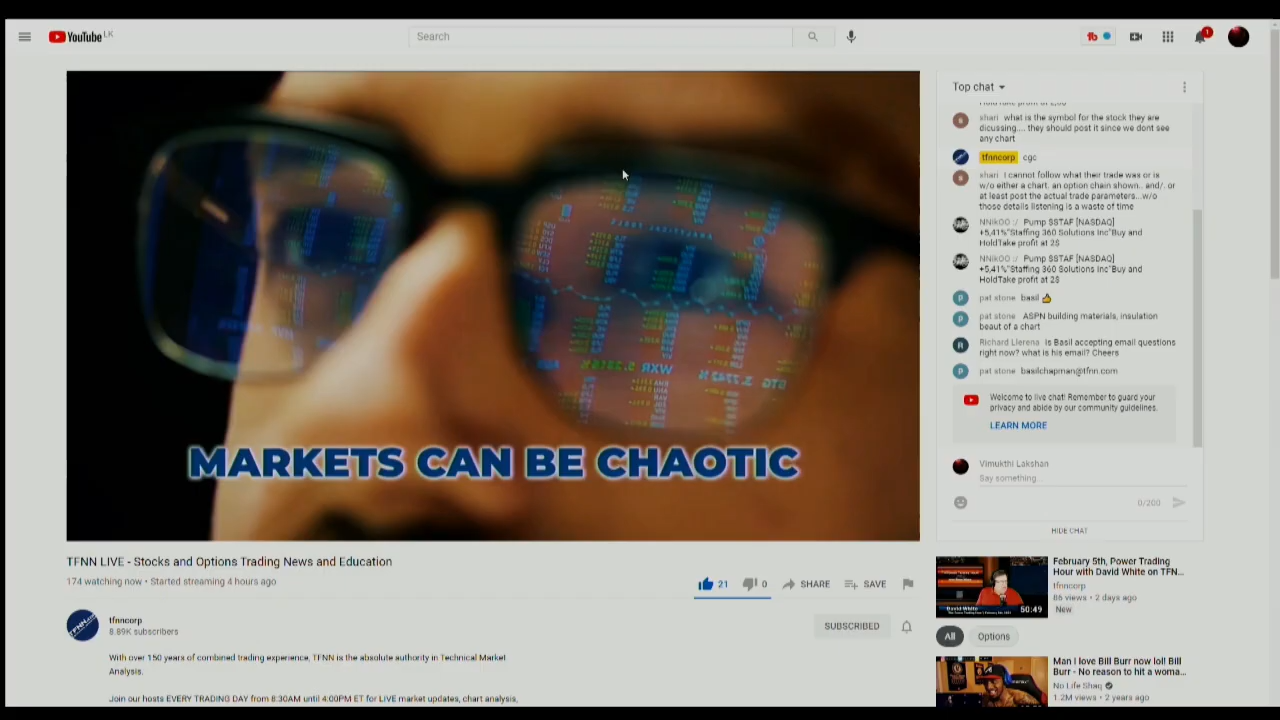 YouTube LK
Search
1
Top chat
shari what is the symbol for the stock they are
dicussing.... they should post it since we dont see
any chart
tfnncorp cgc
shari I cannot follow what their trade was or is
w/o either a chart. an option chain shown.. and/. or
at least post the actual trade parameters...w/o
those details listening is a waste of time
NNikOO :/ Pump $STAF [NASDAQ]
+5,41%"Staffing 360 Solutions Inc"Buy and
HoldTake profit at 2$
NNikOO :/ Pump $STAF [NASDAQ]
+5,41%"Staffing 360 Solutions Inc"Buy and
HoldTake profit at 2$
pat stone basil 👍
pat stone ASPN building materials, insulation
beaut of a chart
Richard Llerena Is Basil accepting email questions
right now? what is his email? Cheers
pat stone basilchapman@tfnn.com
Welcome to live chat! Remember to guard your
privacy and abide by our community guidelines.
LEARN MORE
Vimukthi Lakshan
Say something...
0/200
HIDE CHAT
MARKETS CAN BE CHAOTIC
TFNN LIVE - Stocks and Options Trading News and Education
174 watching now • Started streaming 4 hours ago
21 0 SHARE SAVE
tfnncorp
8.89K subscribers
SUBSCRIBED
With over 150 years of combined trading experience, TFNN is the absolute authority in Technical Market
Analysis.
Join our hosts EVERY TRADING DAY from 8:30AM until 4:00PM ET for LIVE market updates, chart analysis,
February 5th, Power Trading
Hour with David White on TFN...
tfnncorp
86 views • 2 days ago
New
David White
50:49
All Options
Man I love Bill Burr now lol! Bill
Burr - No reason to hit a woma...
No Life Shaq
1.2M views • 2 years ago